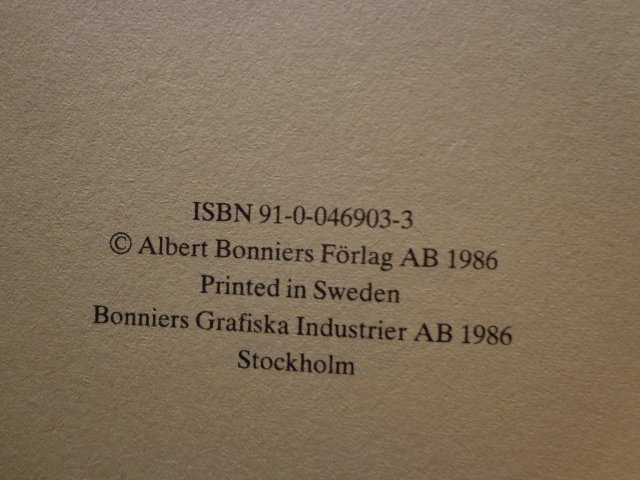 ISBN 91-0-046903-3
© Albert Bonniers Förlag AB 1986
Printed in Sweden
Bonniers Grafiska Industrier AB 1986
Stockholm